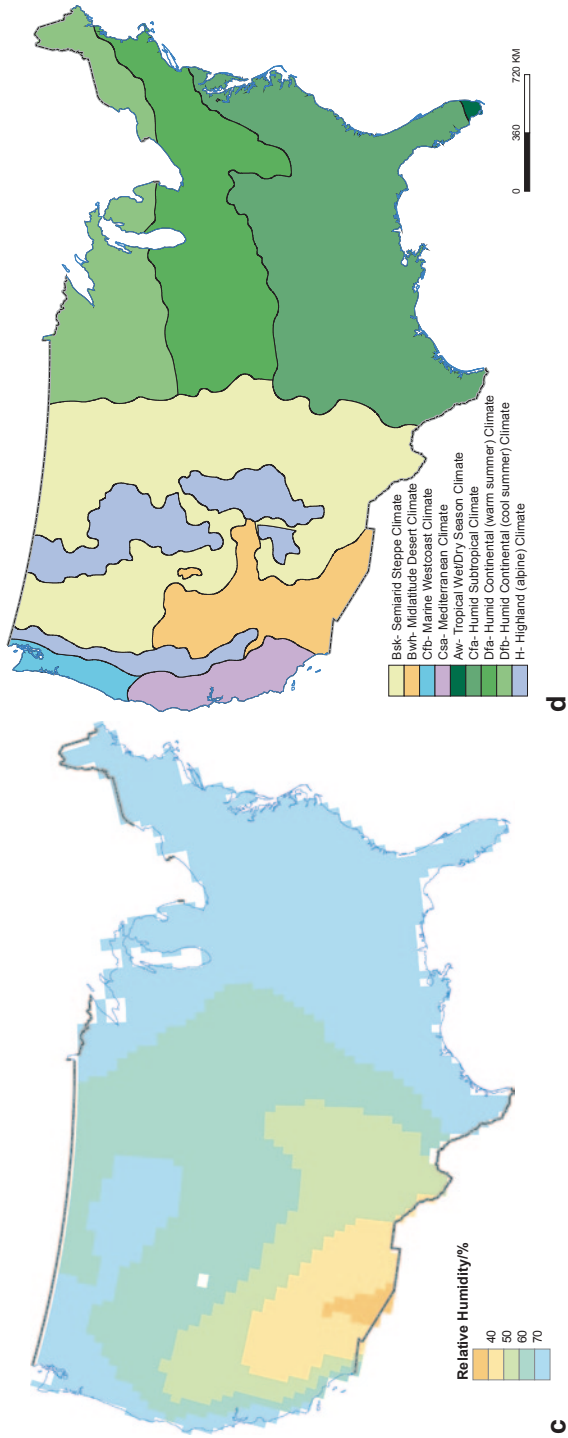 Relative Humidity/%
40
50
60
70
c
Bsk- Semiarid Steppe Climate
Bwh- Midlatitude Desert Climate
Cfb- Marine Westcoast Climate
Csa- Mediterranean Climate
Aw- Tropical Wet/Dry Season Climate
Cfa- Humid Subtropical Climate
Dfa- Humid Continental (warm summer) Climate
Dfb- Humid Continental (cool summer) Climate
H- Highland (alpine) Climate
0 360 720 KM
d